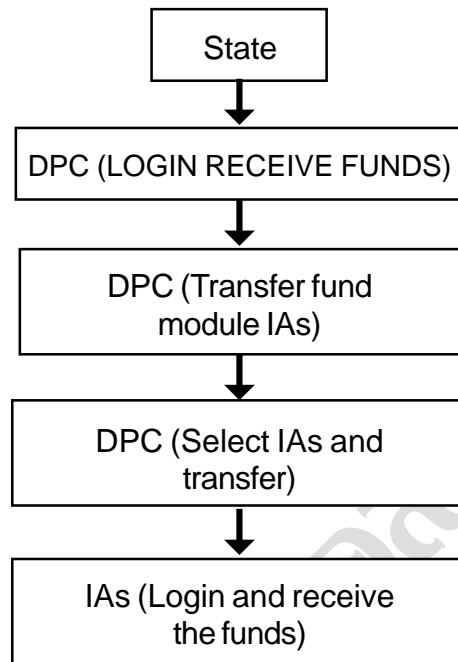 State
DPC (LOGIN RECEIVE FUNDS)
DPC (Transfer fund
module IAs)
DPC (Select IAs and
transfer)
IAs (Login and receive
the funds)